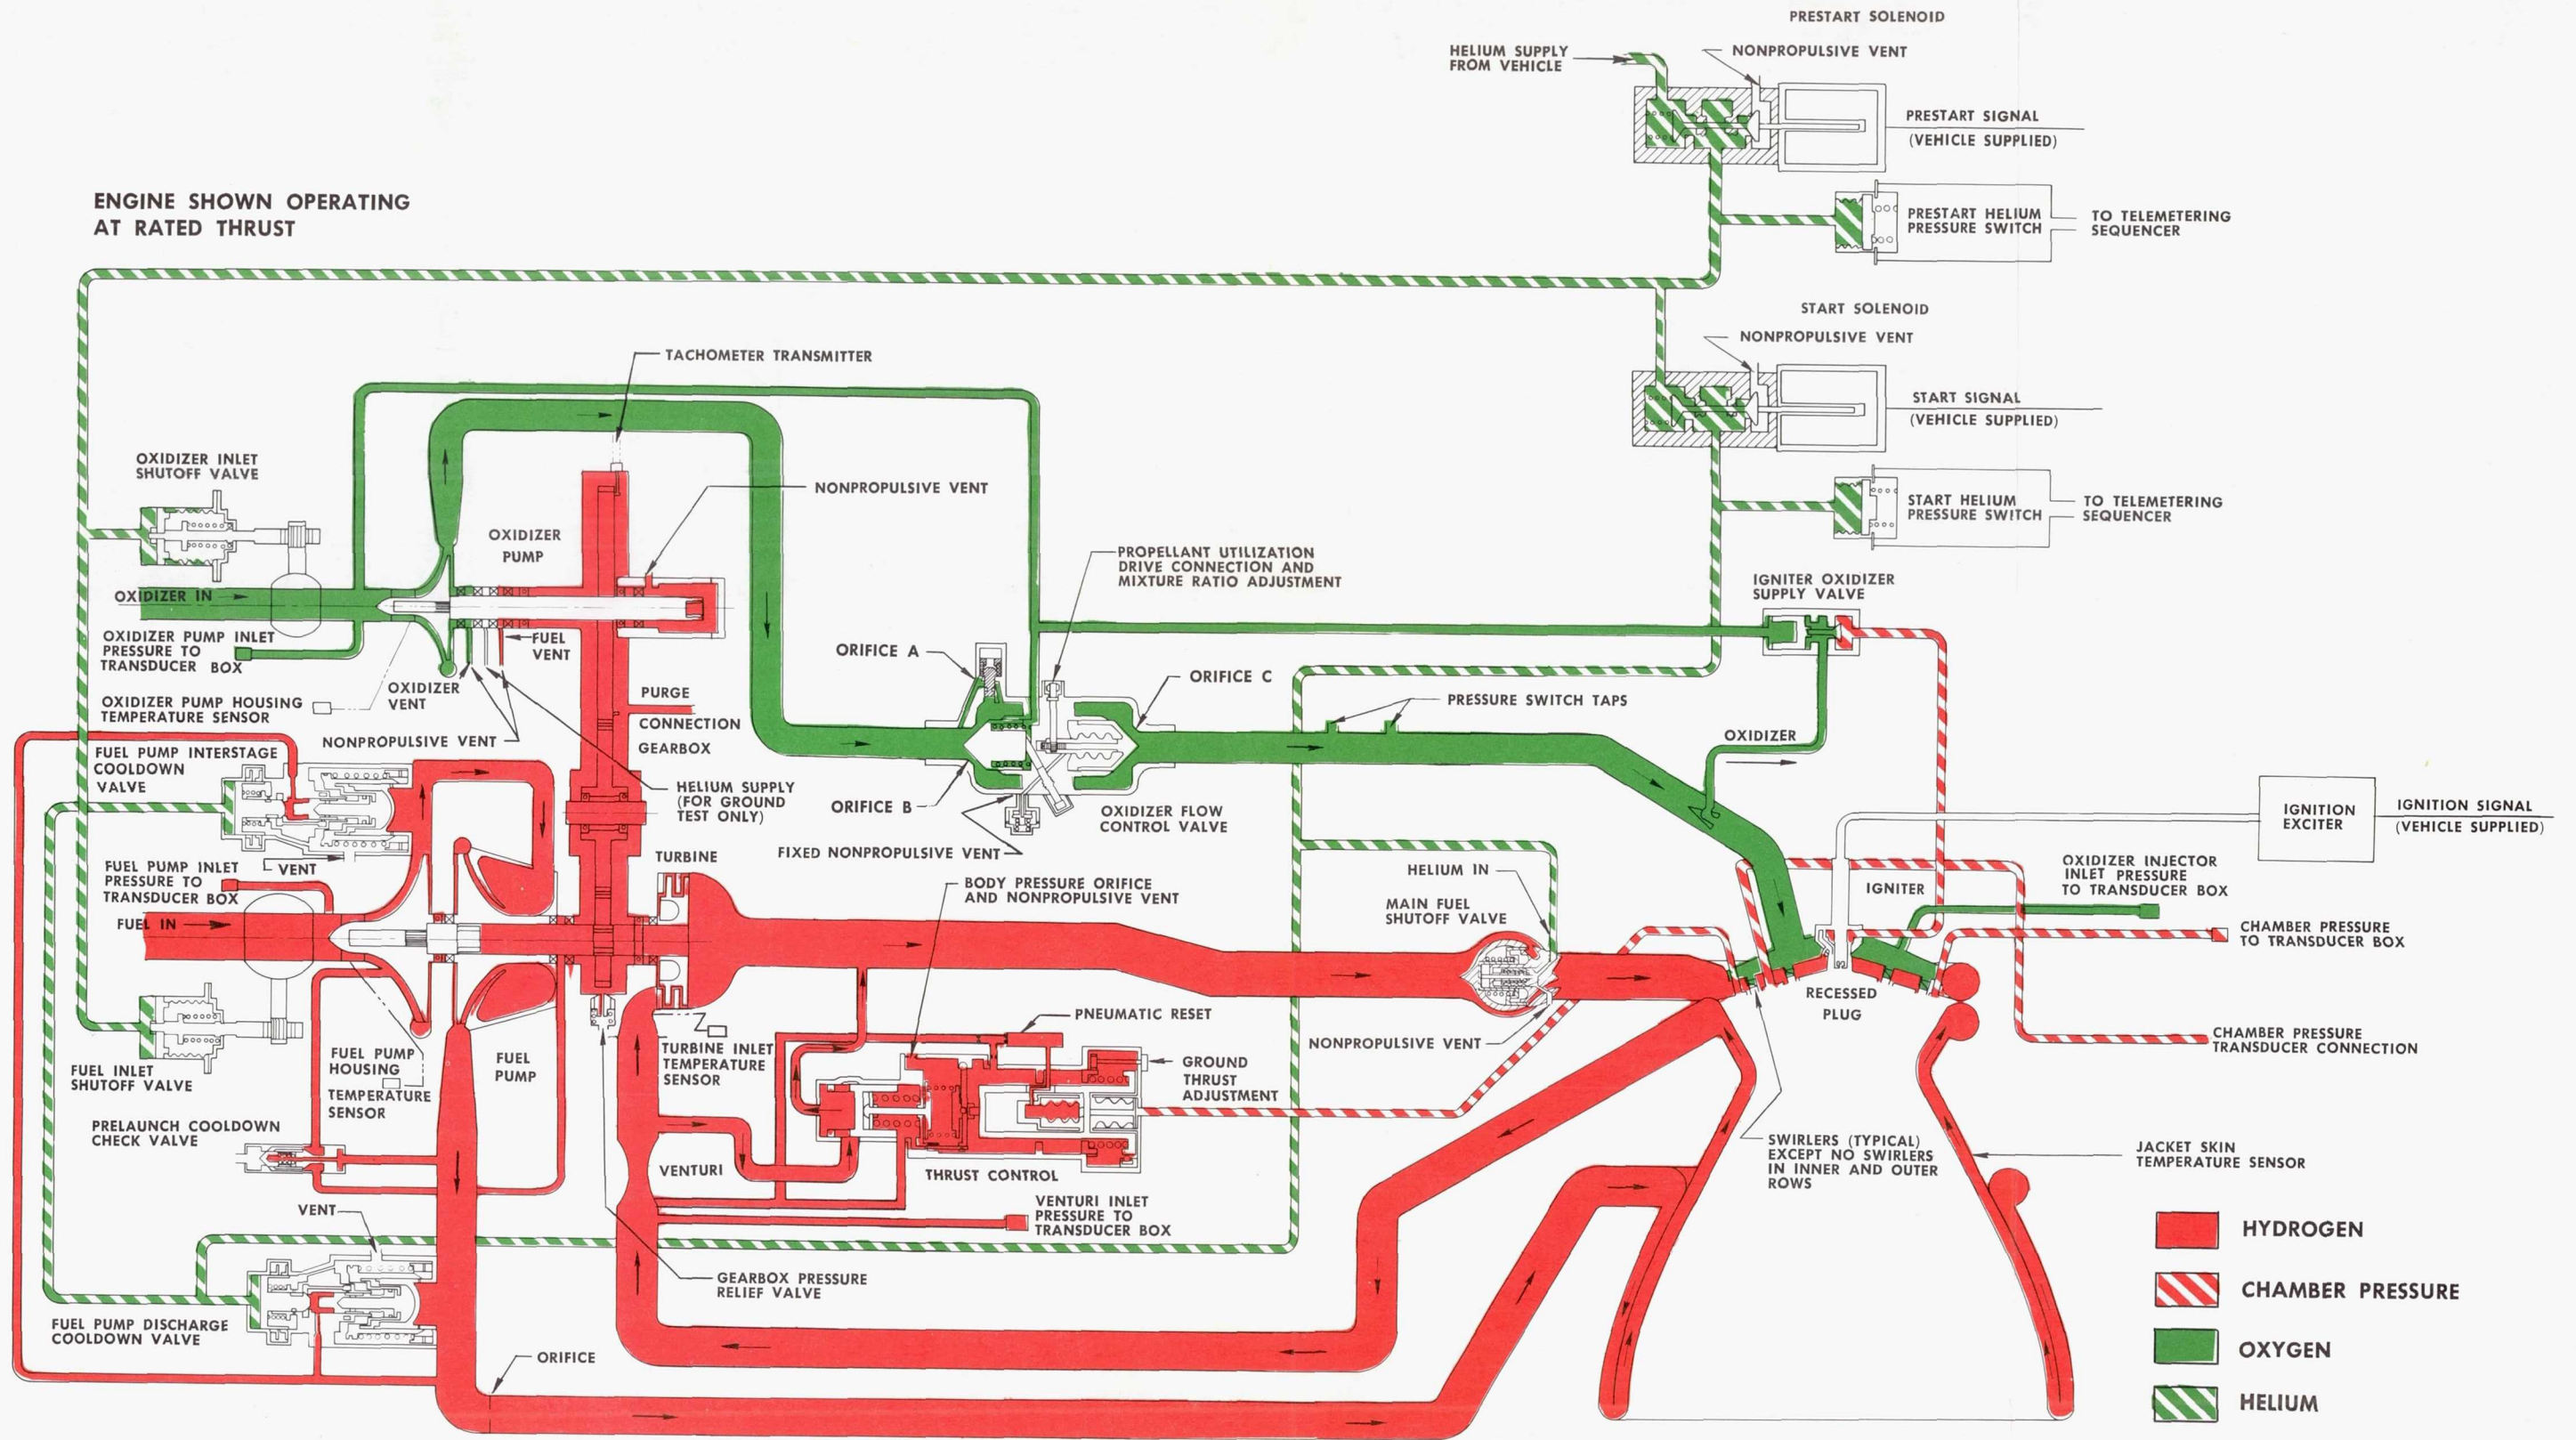 PRESTART SOLENOID
HELIUM SUPPLY
FROM VEHICLE
NONPROPULSIVE VENT
PRESTART SIGNAL
(VEHICLE SUPPLIED)
ENGINE SHOWN OPERATING
AT RATED THRUST
PRESTART HELIUM
PRESSURE SWITCH
TO TELEMETERING
SEQUENCER
START SOLENOID
NONPROPULSIVE VENT
START SIGNAL
(VEHICLE SUPPLIED)
TACHOMETER TRANSMITTER
OXIDIZER INLET
SHUTOFF VALVE
NONPROPULSIVE VENT
START HELIUM
PRESSURE SWITCH
TO TELEMETERING
SEQUENCER
OXIDIZER
PUMP
PROPELLANT UTILIZATION
DRIVE CONNECTION AND
MIXTURE RATIO ADJUSTMENT
IGNITER OXIDIZER
SUPPLY VALVE
OXIDIZER IN
OXIDIZER PUMP INLET
PRESSURE TO
TRANSDUCER BOX
FUEL
VENT
ORIFICE A
ORIFICE C
OXIDIZER
VENT
PURGE
CONNECTION
GEARBOX
PRESSURE SWITCH TAPS
OXIDIZER PUMP HOUSING
TEMPERATURE SENSOR
NONPROPULSIVE VENT
OXIDIZER
FUEL PUMP INTERSTAGE
COOLDOWN
VALVE
HELIUM SUPPLY
(FOR GROUND
TEST ONLY)
ORIFICE B
OXIDIZER FLOW
CONTROL VALVE
IGNITION
EXCITER
IGNITION SIGNAL
(VEHICLE SUPPLIED)
FIXED NONPROPULSIVE VENT
TURBINE
VENT
FUEL PUMP INLET
PRESSURE TO
TRANSDUCER BOX
HELIUM IN
OXIDIZER INJECTOR
INLET PRESSURE
TO TRANSDUCER BOX
BODY PRESSURE ORIFICE
AND NONPROPULSIVE VENT
IGNITER
MAIN FUEL
SHUTOFF VALVE
FUEL IN
CHAMBER PRESSURE
TO TRANSDUCER BOX
RECESSED
PLUG
PNEUMATIC RESET
NONPROPULSIVE VENT
CHAMBER PRESSURE
TRANSDUCER CONNECTION
FUEL INLET
SHUTOFF VALVE
FUEL PUMP
HOUSING
TEMPERATURE
SENSOR
FUEL
PUMP
TURBINE INLET
TEMPERATURE
SENSOR
GROUND
THRUST
ADJUSTMENT
PRELAUNCH COOLDOWN
CHECK VALVE
VENTURI
THRUST CONTROL
SWIRLERS (TYPICAL)
EXCEPT NO SWIRLERS
IN INNER AND OUTER
ROWS
JACKET SKIN
TEMPERATURE SENSOR
VENT
VENTURI INLET
PRESSURE TO
TRANSDUCER BOX
HYDROGEN
GEARBOX PRESSURE
RELIEF VALVE
CHAMBER PRESSURE
FUEL PUMP DISCHARGE
COOLDOWN VALVE
ORIFICE
OXYGEN
HELIUM